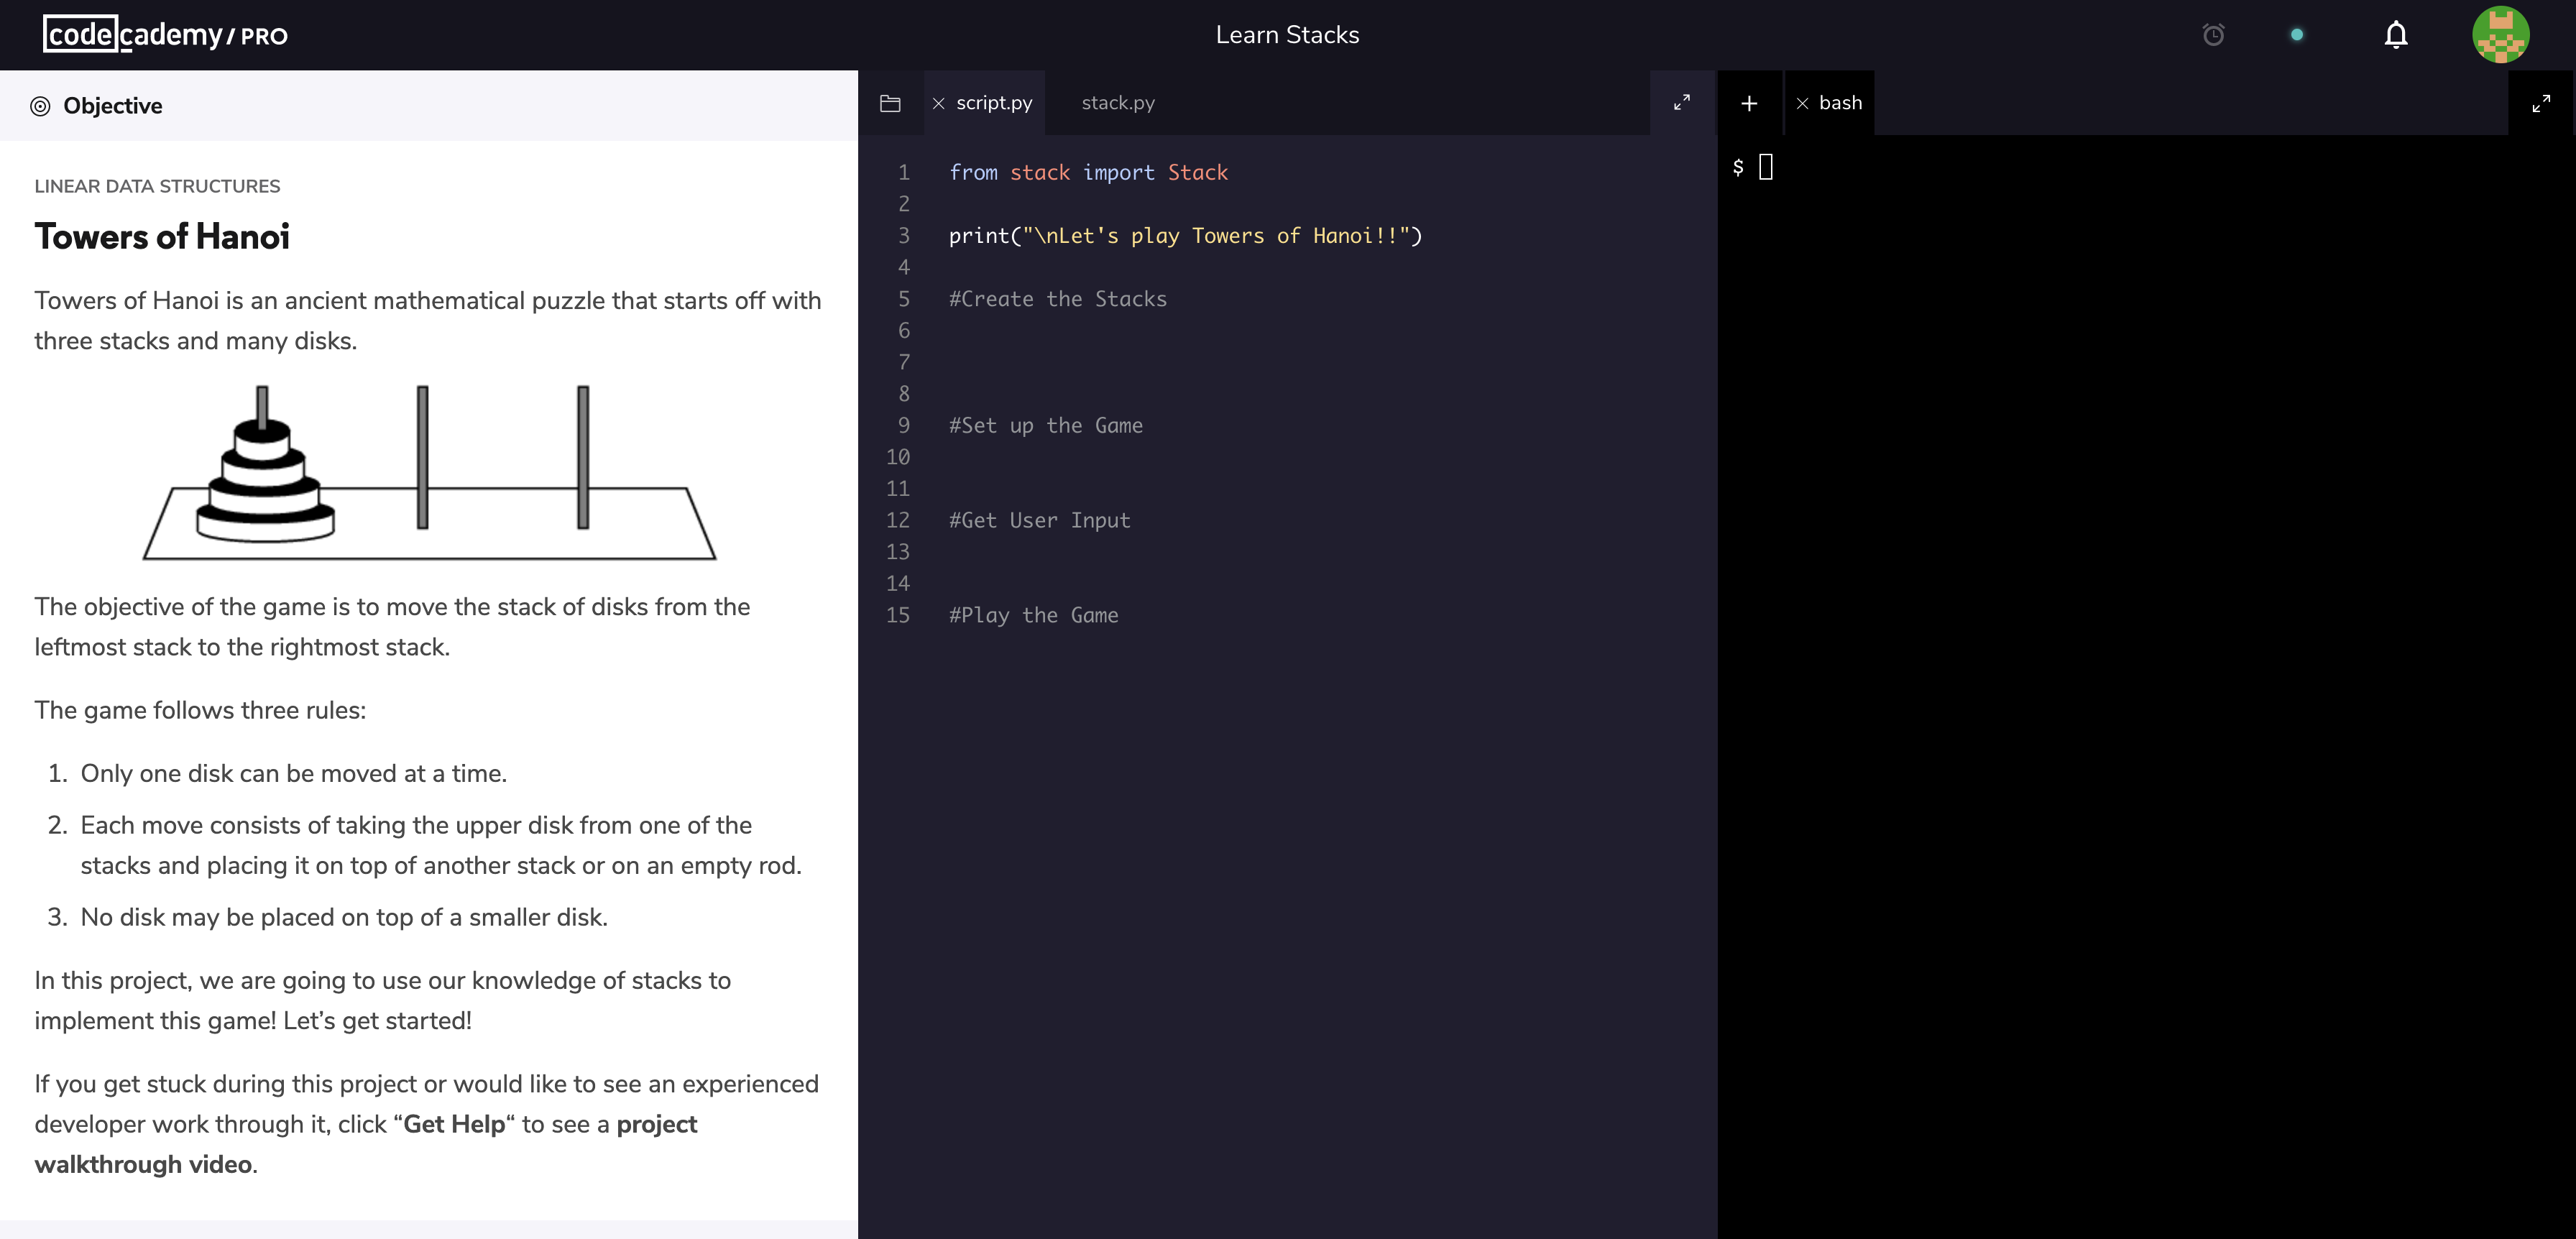 codecademy / PRO
Learn Stacks
Objective
LINEAR DATA STRUCTURES
Towers of Hanoi
Towers of Hanoi is an ancient mathematical puzzle that starts off with
three stacks and many disks.
The objective of the game is to move the stack of disks from the
leftmost stack to the rightmost stack.
The game follows three rules:
1. Only one disk can be moved at a time.
2. Each move consists of taking the upper disk from one of the
stacks and placing it on top of another stack or on an empty rod.
3. No disk may be placed on top of a smaller disk.
In this project, we are going to use our knowledge of stacks to
implement this game! Let’s get started!
If you get stuck during this project or would like to see an experienced
developer work through it, click “Get Help“ to see a project
walkthrough video.
script.py
stack.py
1 from stack import Stack
2
3 print("\nLet's play Towers of Hanoi!!")
4
5 #Create the Stacks
6
7
8
9 #Set up the Game
10
11
12 #Get User Input
13
14
15 #Play the Game
+
bash
$